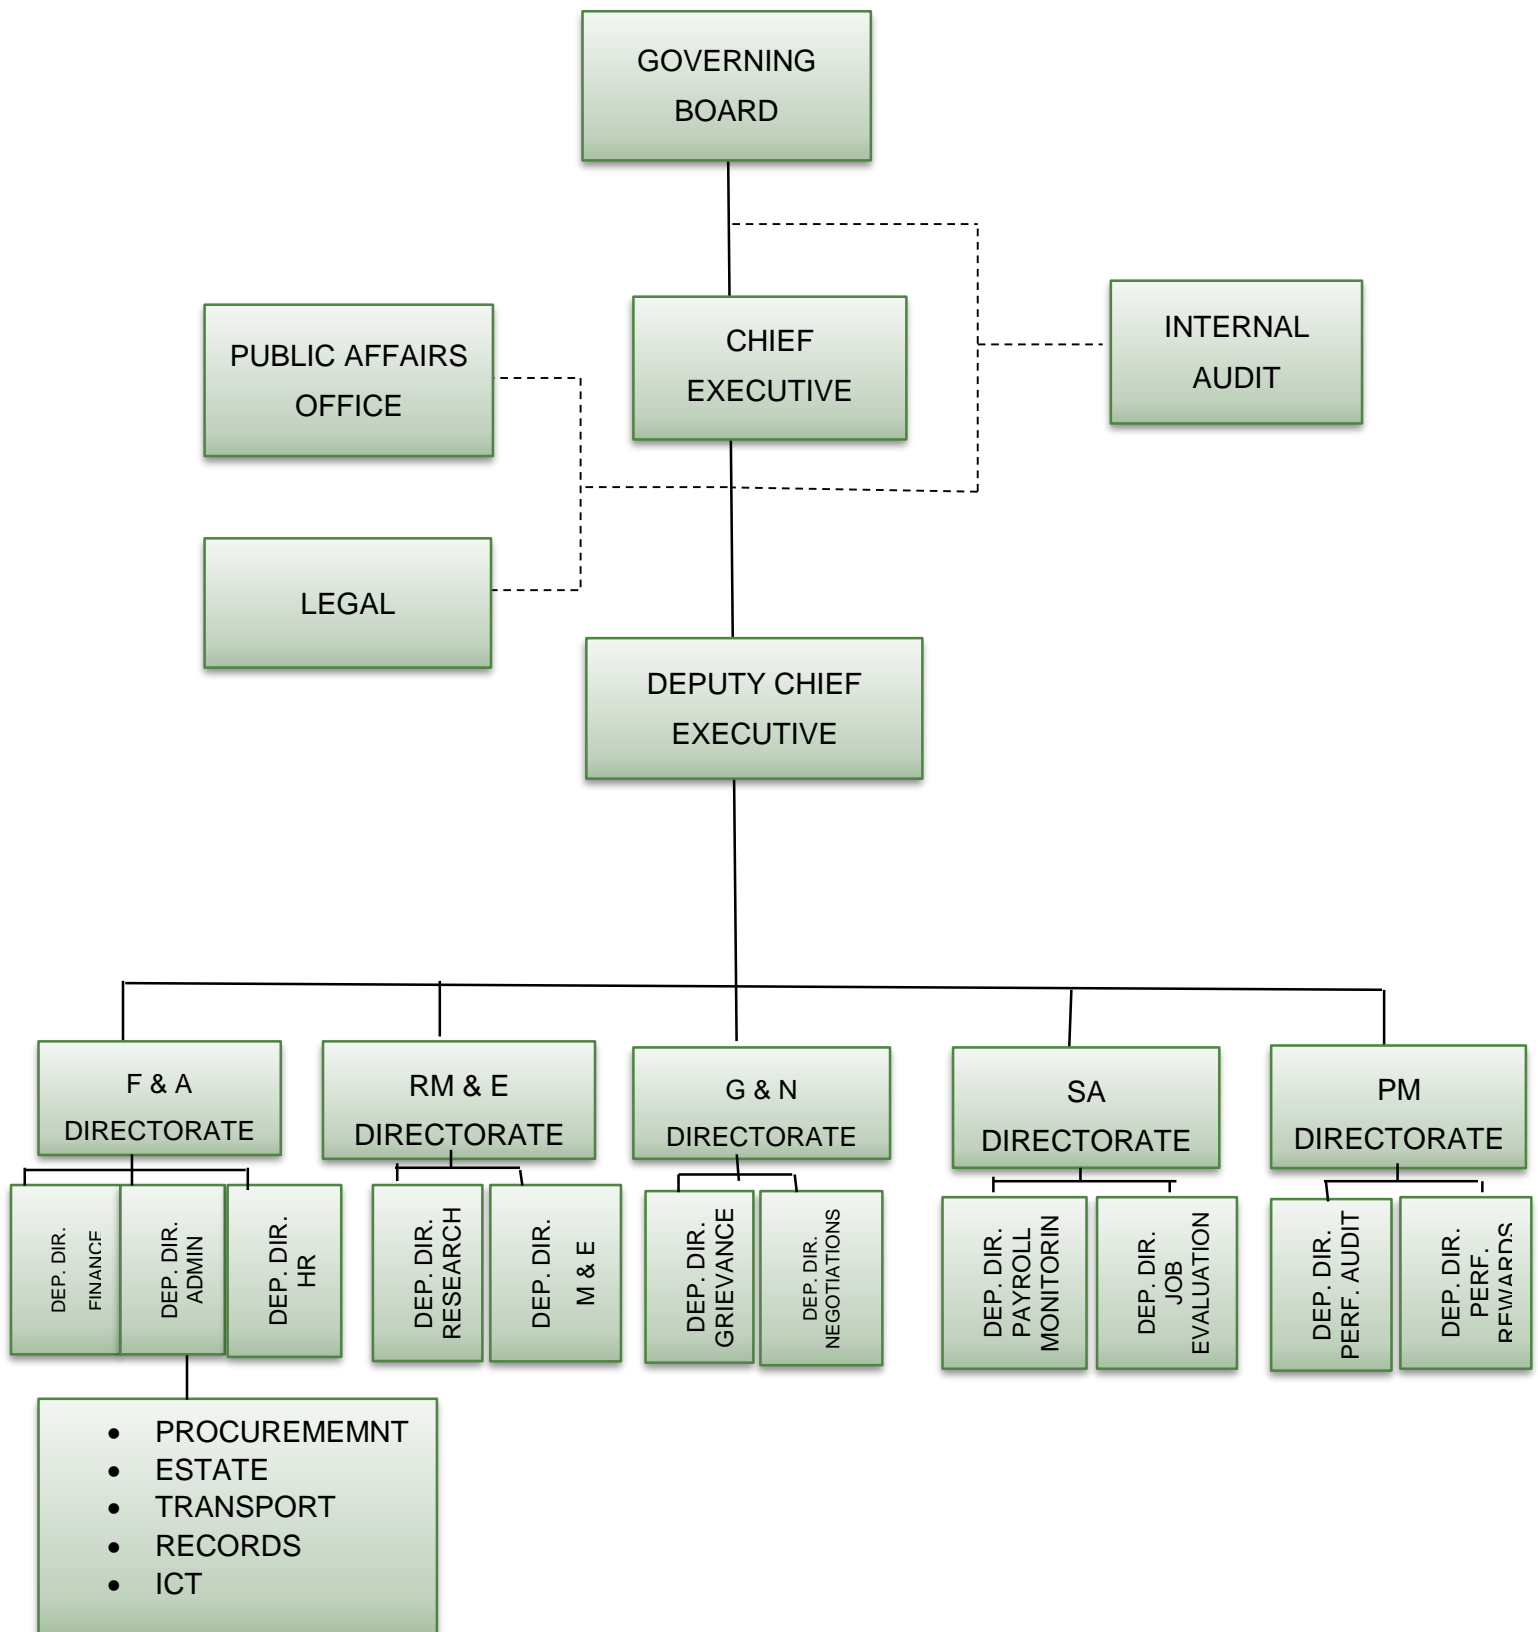 GOVERNING
BOARD
CHIEF
EXECUTIVE
INTERNAL
AUDIT
PUBLIC AFFAIRS
OFFICE
LEGAL
DEPUTY CHIEF
EXECUTIVE
F & A
DIRECTORATE
RM & E
DIRECTORATE
G & N
DIRECTORATE
SA
DIRECTORATE
PM
DIRECTORATE
DEP. DIR.
FINANCE
DEP. DIR.
ADMIN
DEP. DIR.
HR
DEP. DIR.
RESEARCH
DEP. DIR.
M & E
DEP. DIR.
GRIEVANCE
DEP. DIR.
NEGOTIATIONS
DEP. DIR.
PAYROLL
MONITORIN
DEP. DIR.
JOB
EVALUATION
DEP. DIR.
PERF. AUDIT
DEP. DIR.
PERF.
REWARDS
• PROCUREMEMNT
• ESTATE
• TRANSPORT
• RECORDS
• ICT